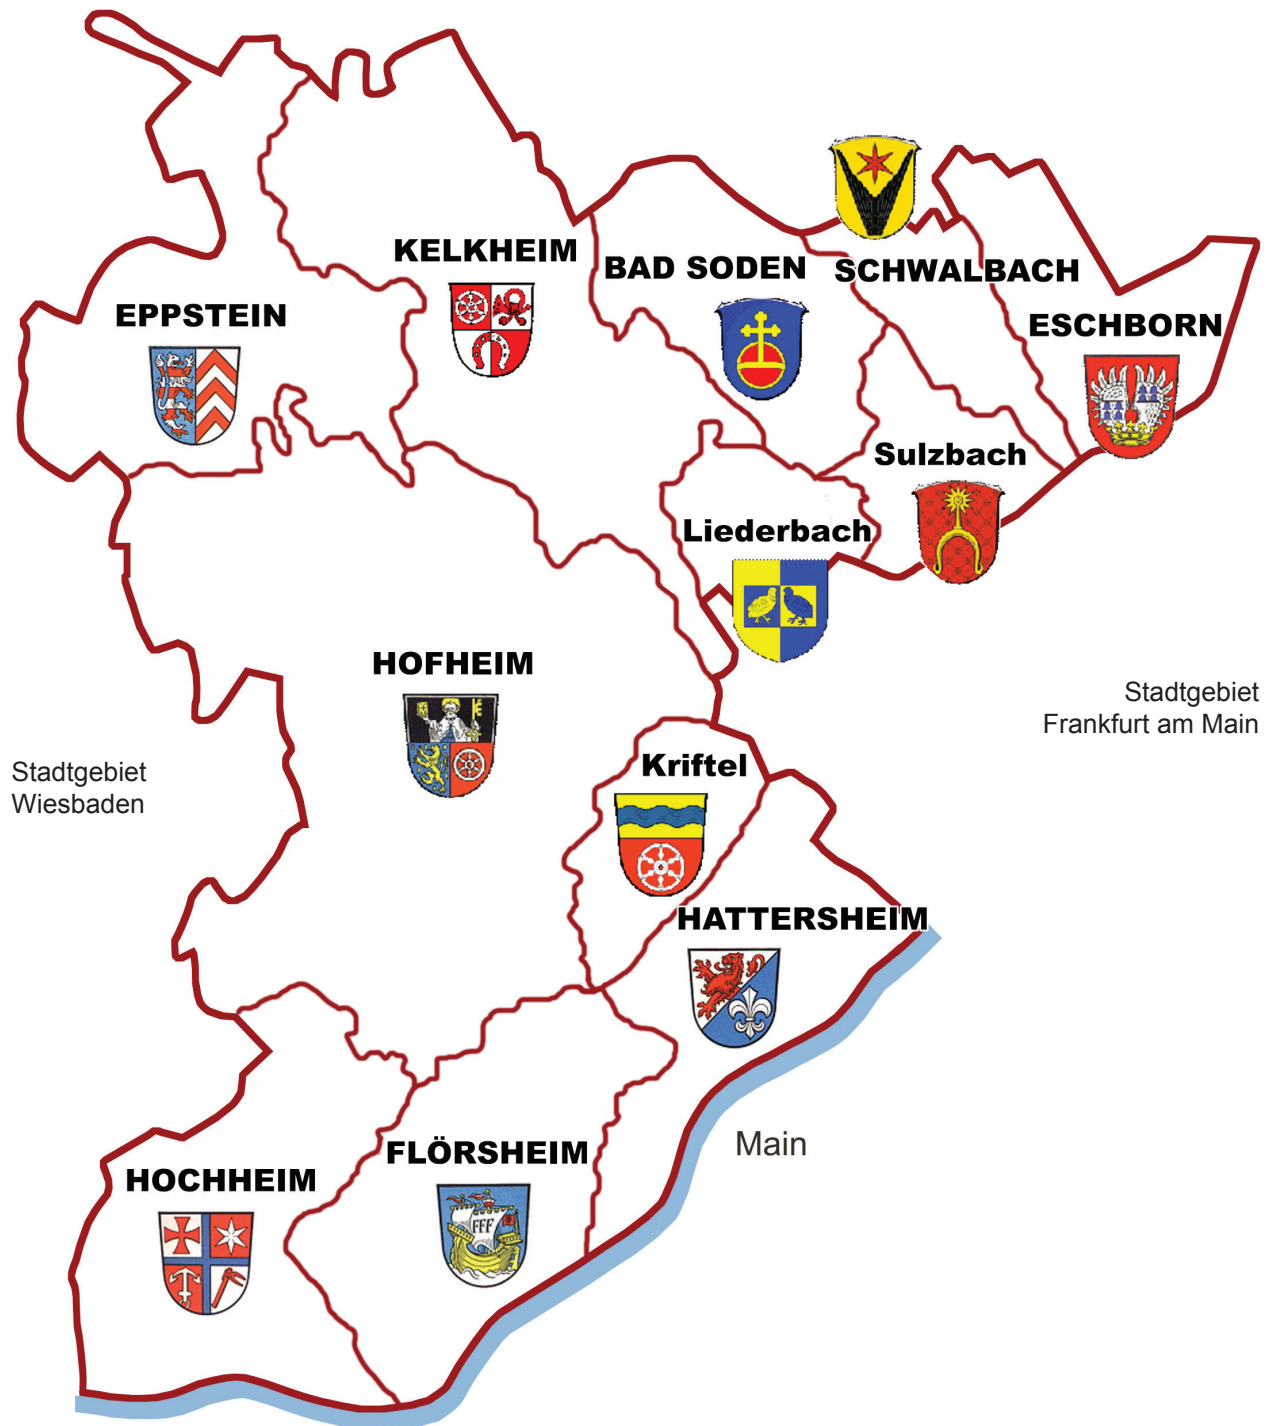 KELKHEIM
BAD SODEN
SCHWALBACH
EPPSTEIN
ESCHBORN
Sulzbach
Liederbach
HOFHEIM
Stadtgebiet
Frankfurt am Main
Kriftel
Stadtgebiet
Wiesbaden
HATTERSHEIM
Main
FLÖRSHEIM
FFF
HOCHHEIM